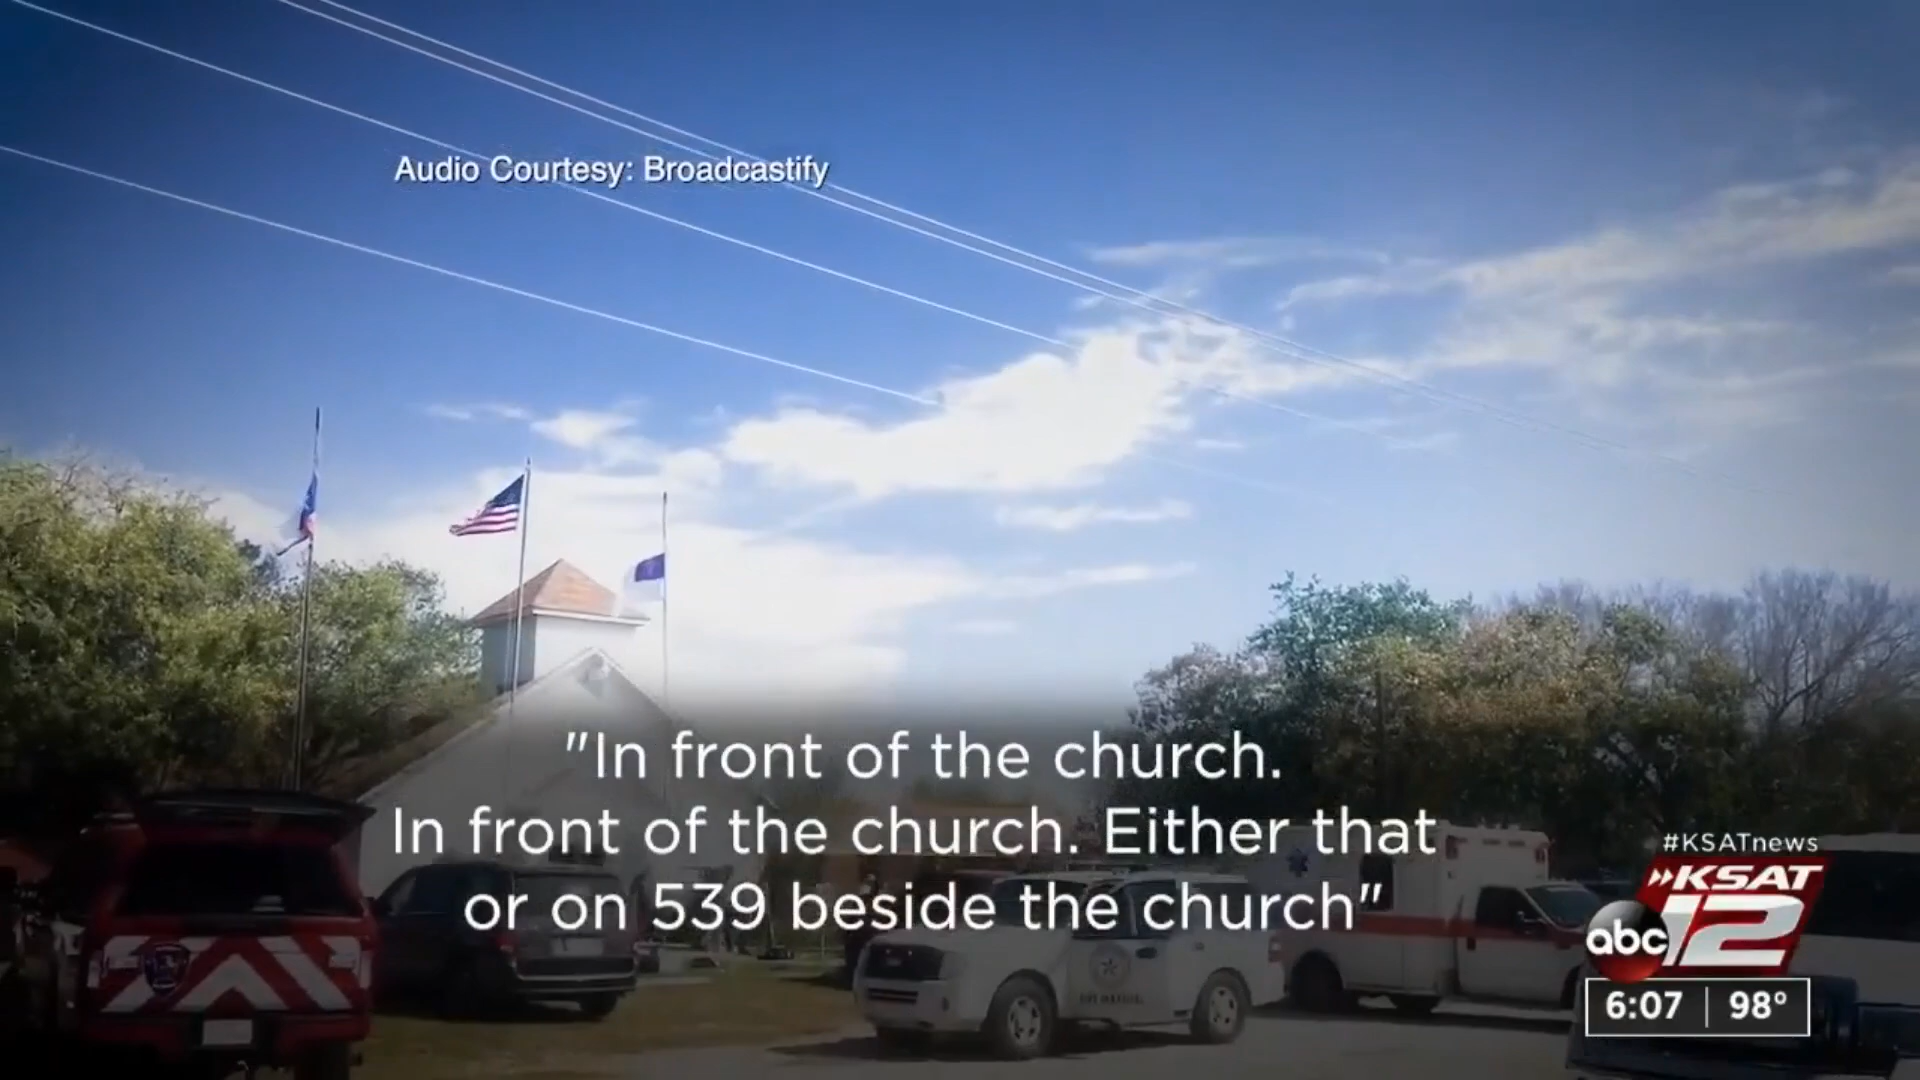 Audio Courtesy: Broadcastify
"In front of the church.
In front of the church. Either that
or on 539 beside the church"
#KSATnews
»KSAT
abc 12
6:07 | 98°